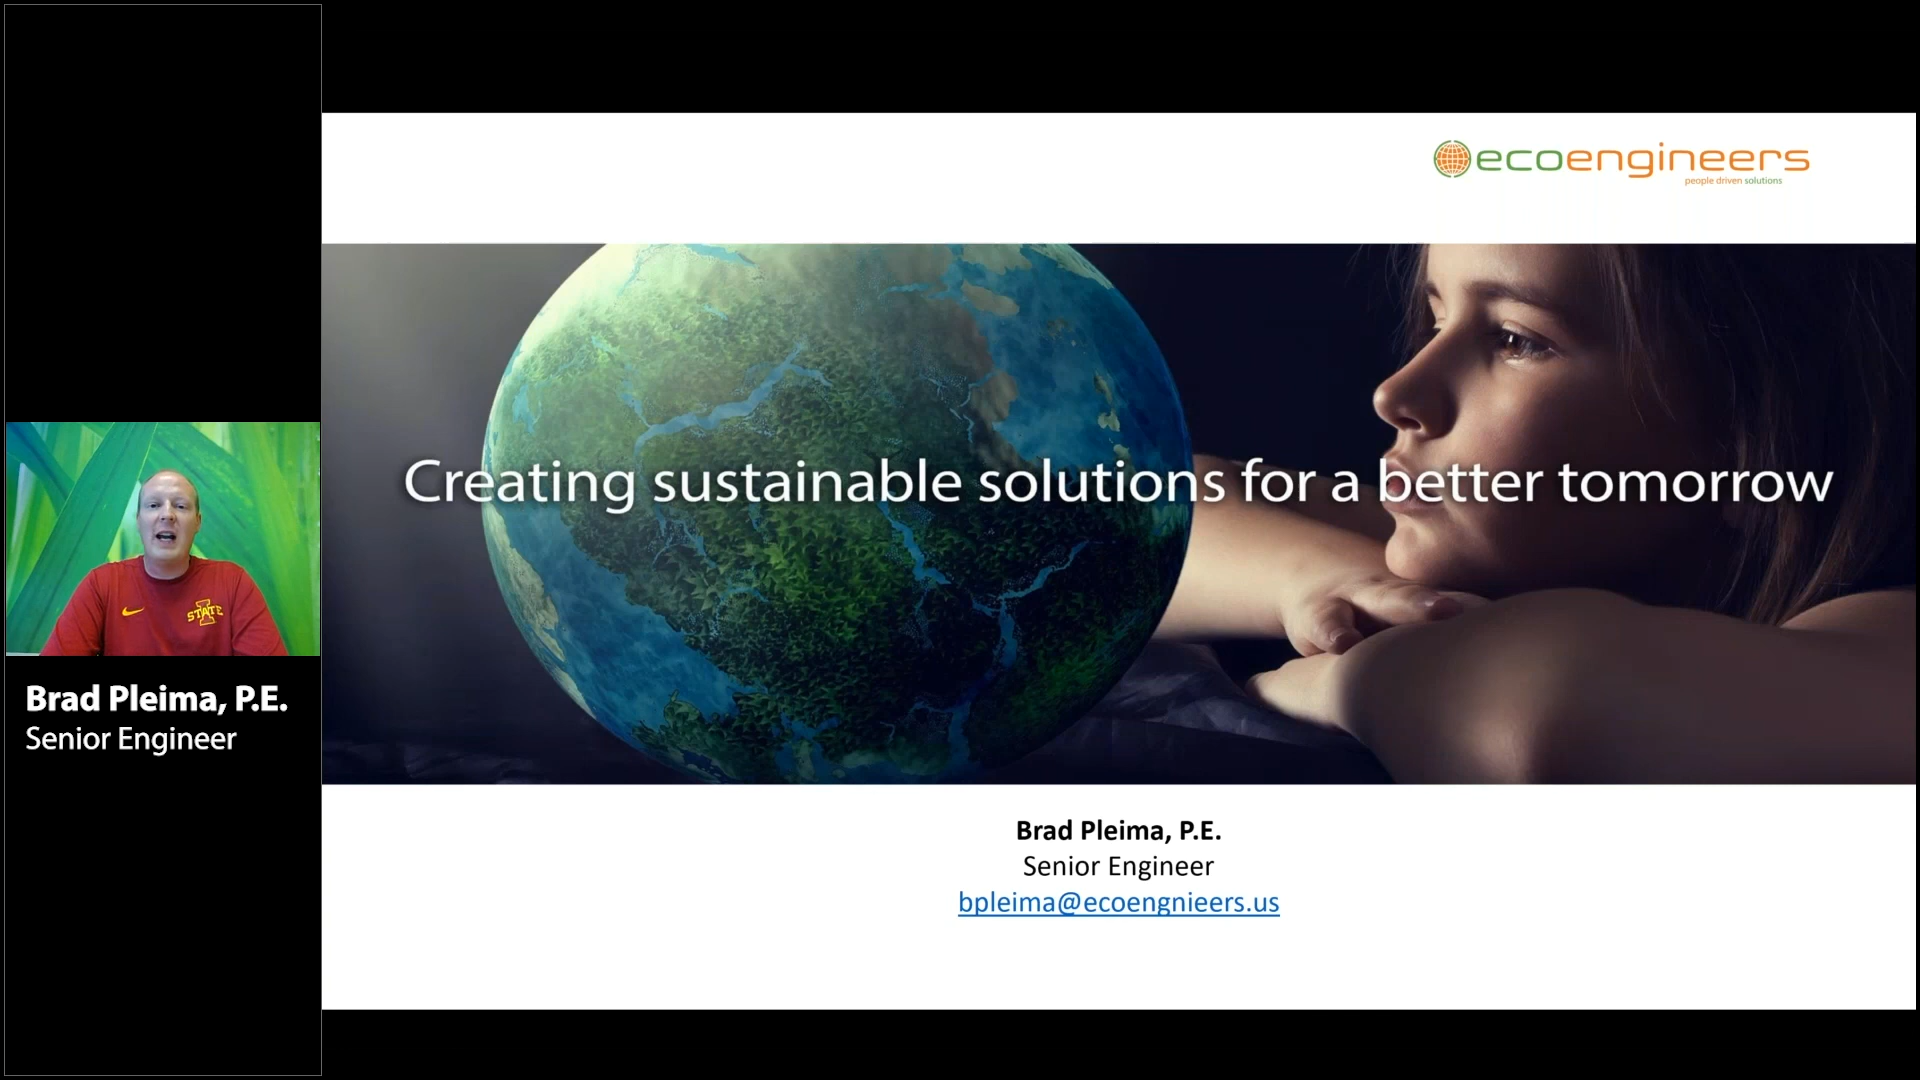 ecoengineers
people driven solutions
Creating sustainable solutions for a better tomorrow
STATE
Brad Pleima, P.E.
Senior Engineer
Brad Pleima, P.E.
Senior Engineer
bpleima@ecoengnieers.us